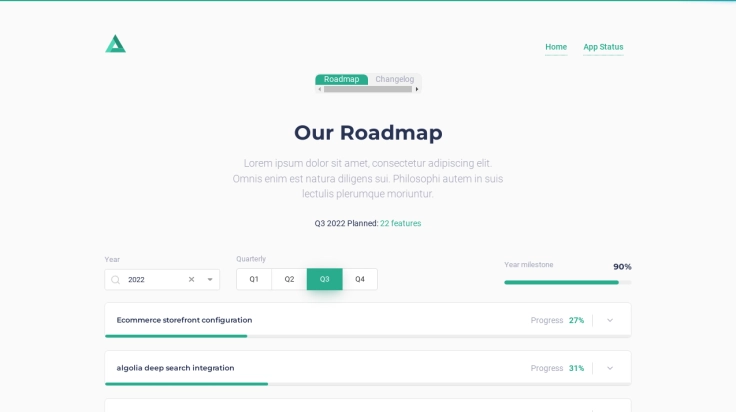 Home App Status
Roadmap Changelog
Our Roadmap
Lorem ipsum dolor sit amet, consectetur adipiscing elit.
Omnis enim est natura diligens sui. Philosophi autem in suis
lectulis plerumque moriuntur.
Q3 2022 Planned: 22 features
Year Quarterly Year milestone 90%
2022 Q1 Q2 Q3 Q4
Ecommerce storefront configuration Progress 27%
algolia deep search integration Progress 31%